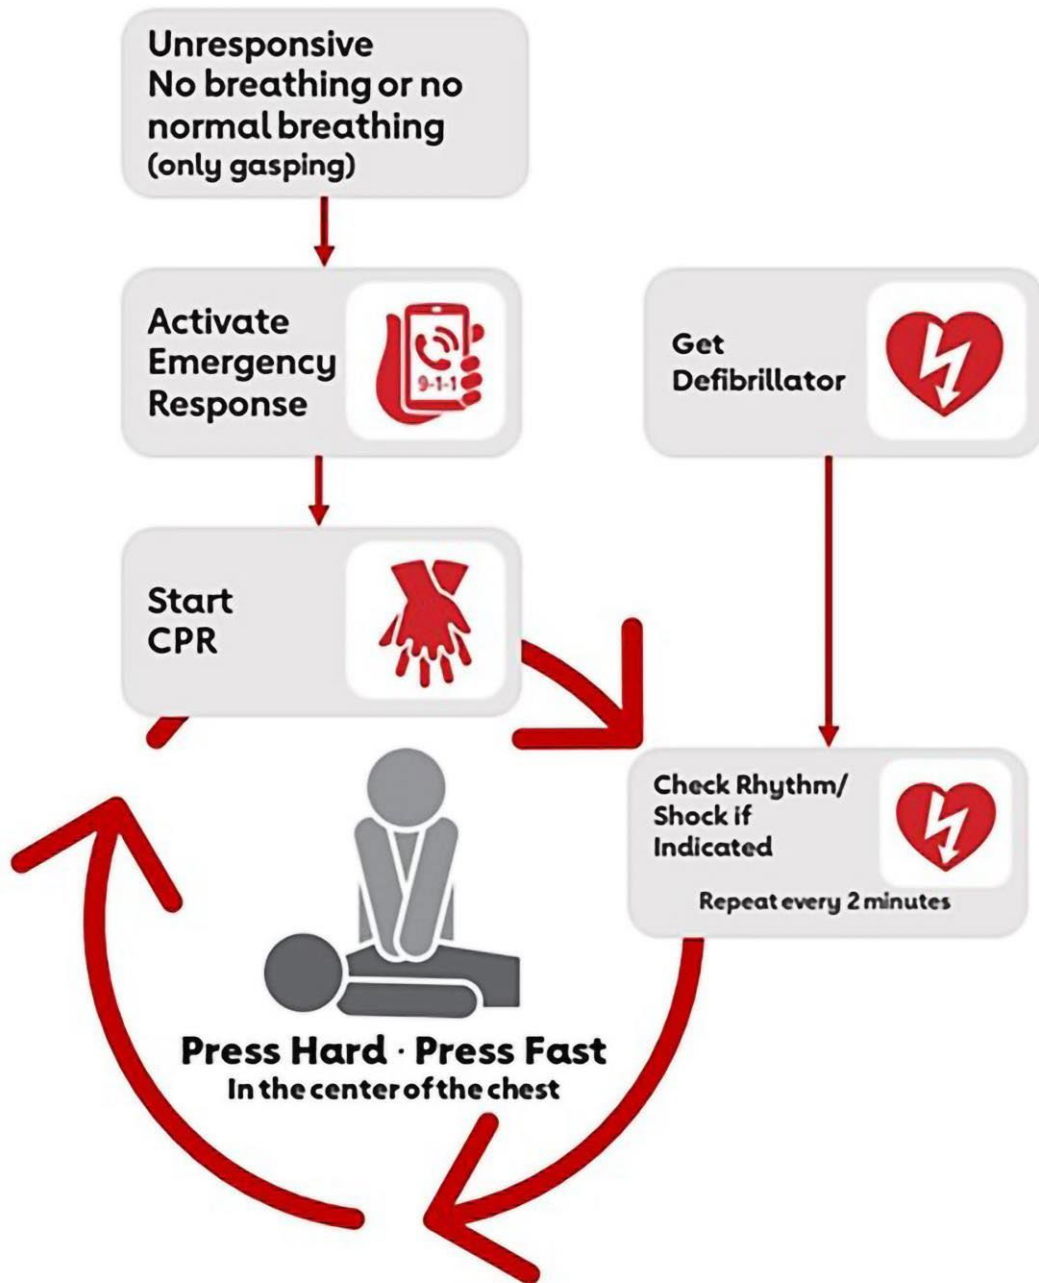 Unresponsive
No breathing or no
normal breathing
(only gasping)
Activate
Emergency
Response
9-1-1
Get
Defibrillator
Start
CPR
Check Rhythm/
Shock if
Indicated
Repeat every 2 minutes
Press Hard · Press Fast
In the center of the chest